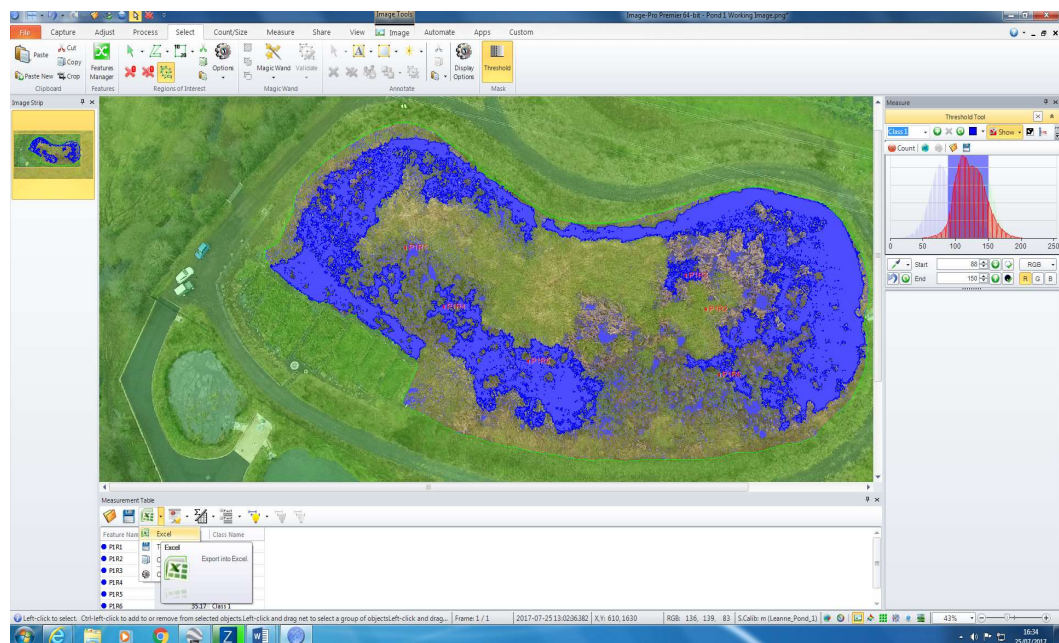 Image Tools
Image-Pro Premier 64-bit - Pond 1 Working Image.png*
File Capture Adjust Process Select Count/Size Measure Share View Image Automate Apps Custom
Paste
Cut
Copy
Paste New
Crop
Features Manager
Options
Magic Wand
Validate
Display Options
Threshold
Clipboard Features Regions of Interest Magic Wand Annotate Mask
Image Strip
Measure
Threshold Tool
Class 1
Show
Count
0 50 100 150 200 250
Start 88 RGB
End 150 R G B
Measurement Table
Feature Nam
Class Name
Excel
P1R1
Excel
P1R2
Export into Excel
P1R3
P1R4
P1R5
P1R6 35.17 Class 1
Left-click to select. Ctrl-left-click to add to or remove from selected objects.Left-click and drag net to select a group of objectsLeft-click and drag...
Frame: 1 / 1
2017-07-25 13:0236382
X,Y: 610, 1630
RGB: 136, 139, 83
S.Calib: m (Leanne_Pond_1)
43%
16:34
25/07/2017